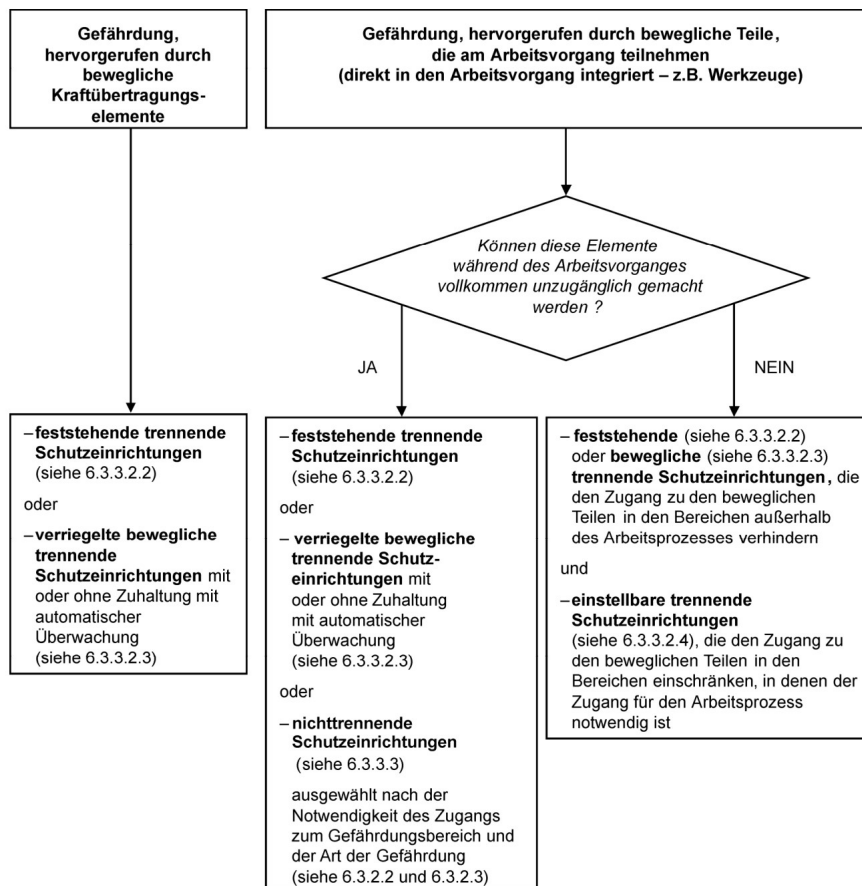 Gefährdung,
hervorgerufen durch
bewegliche
Kraftübertragungs-
elemente
Gefährdung, hervorgerufen durch bewegliche Teile,
die am Arbeitsvorgang teilnehmen
(direkt in den Arbeitsvorgang integriert – z.B. Werkzeuge)
Können diese Elemente
während des Arbeitsvorganges
vollkommen unzugänglich gemacht
werden ?
JA
NEIN
– feststehende trennende
Schutzeinrichtungen
(siehe 6.3.3.2.2)
oder
– verriegelte bewegliche
trennende
Schutzeinrichtungen mit
oder ohne Zuhaltung mit
automatischer
Überwachung
(siehe 6.3.3.2.3)
– feststehende trennende
Schutzeinrichtungen
(siehe 6.3.3.2.2)
oder
– verriegelte bewegliche
trennende Schutz-
einrichtungen mit
oder ohne Zuhaltung
mit automatischer
Überwachung
(siehe 6.3.3.2.3)
oder
– nichttrennende
Schutzeinrichtungen
(siehe 6.3.3.3)
ausgewählt nach der
Notwendigkeit des Zugangs
zum Gefährdungsbereich und
der Art der Gefährdung
(siehe 6.3.2.2 und 6.3.2.3)
– feststehende (siehe 6.3.3.2.2)
oder bewegliche (siehe 6.3.3.2.3)
trennende Schutzeinrichtungen, die
den Zugang zu den beweglichen
Teilen in den Bereichen außerhalb
des Arbeitsprozesses verhindern
und
– einstellbare trennende
Schutzeinrichtungen
(siehe 6.3.3.2.4), die den Zugang zu
den beweglichen Teilen in den
Bereichen einschränken, in denen der
Zugang für den Arbeitsprozess
notwendig ist